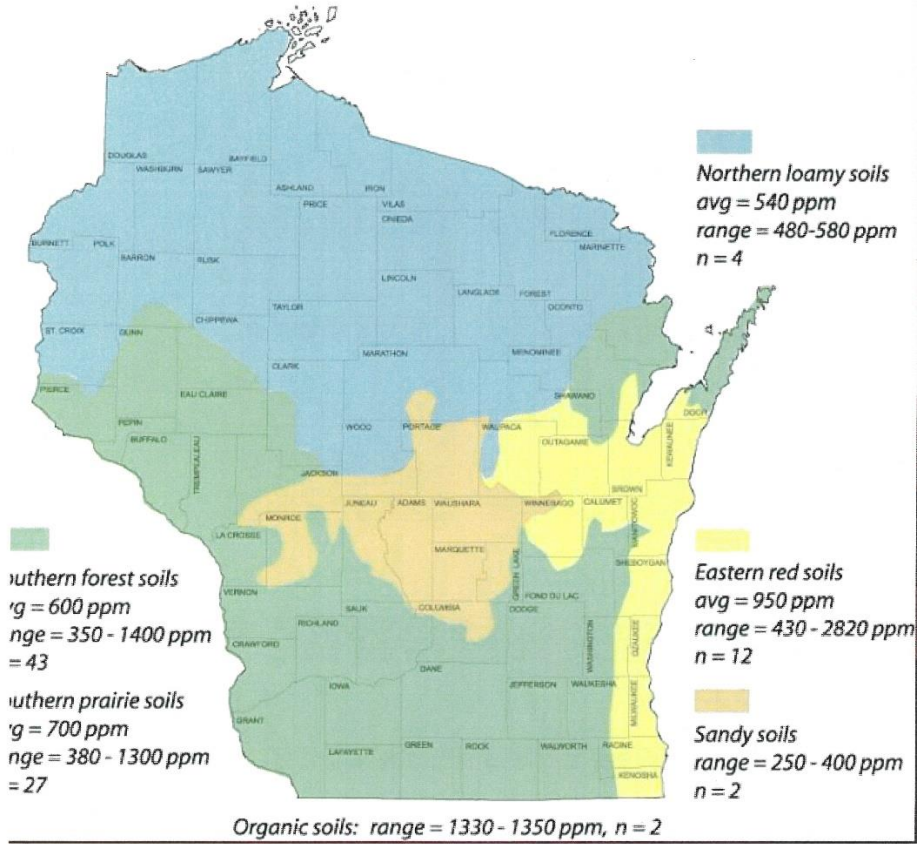 DOUGLAS
WASHBURN
SAWYER
BAYFIELD
ASHLAND
IRON
PRICE
VILAS
ONIEDA
FLORENCE
MARINETTE
BURNETT
POLK
BARRON
RUSK
LINCOLN
LANGLADE
FOREST
OCONTO
TAYLOR
CHIPPEWA
ST. CROIX
DUNN
MARATHON
MENOMINEE
CLARK
PIERCE
EAU CLAIRE
SHAWANO
DOOR
PEPIN
BUFFALO
TREMPEALEAU
WOOD
PORTAGE
WAUPACA
OUTAGAMIE
KEWAUNEE
JACKSON
BROWN
MONROE
JUNEAU
ADAMS
WAUSHARA
WINNEBAGO
CALUMET
MANITOWOC
LA CROSSE
MARQUETTE
GREEN LAKE
SHEBOYGAN
VERNON
FOND DU LAC
SAUK
COLUMBIA
DODGE
RICHLAND
CRAWFORD
WASHINGTON
OZAUKEE
DANE
IOWA
JEFFERSON
WAUKESHA
MILWAUKEE
GRANT
LAFAYETTE
GREEN
ROCK
WALWORTH
RACINE
KENOSHA
Northern loamy soils
avg = 540 ppm
range = 480-580 ppm
n = 4
outhern forest soils
vg = 600 ppm
nge = 350 - 1400 ppm
= 43
outhern prairie soils
vg = 700 ppm
nge = 380 - 1300 ppm
= 27
Eastern red soils
avg = 950 ppm
range = 430 - 2820 ppm
n = 12
Sandy soils
range = 250 - 400 ppm
n = 2
Organic soils: range = 1330 - 1350 ppm, n = 2